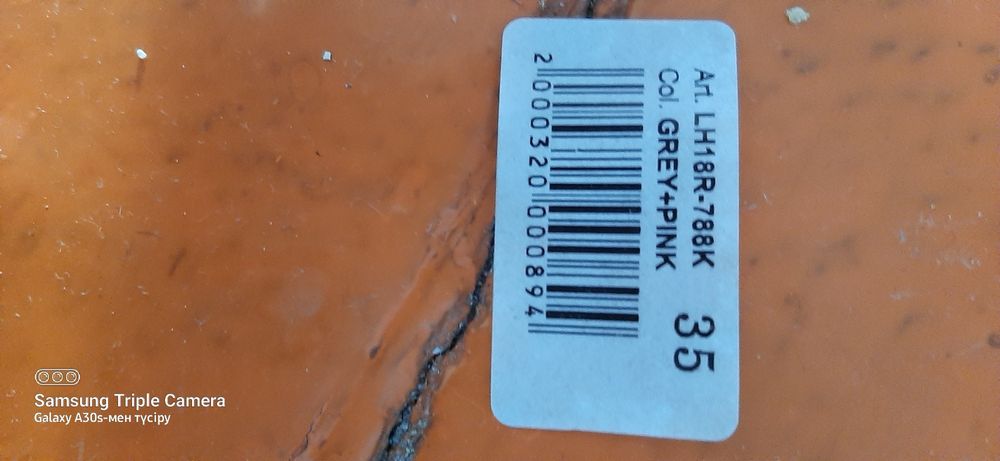 Art. LH18R-788K
Col. GREY+PINK
35
2000320000894
Samsung Triple Camera
Galaxy A30s-мен түсіру